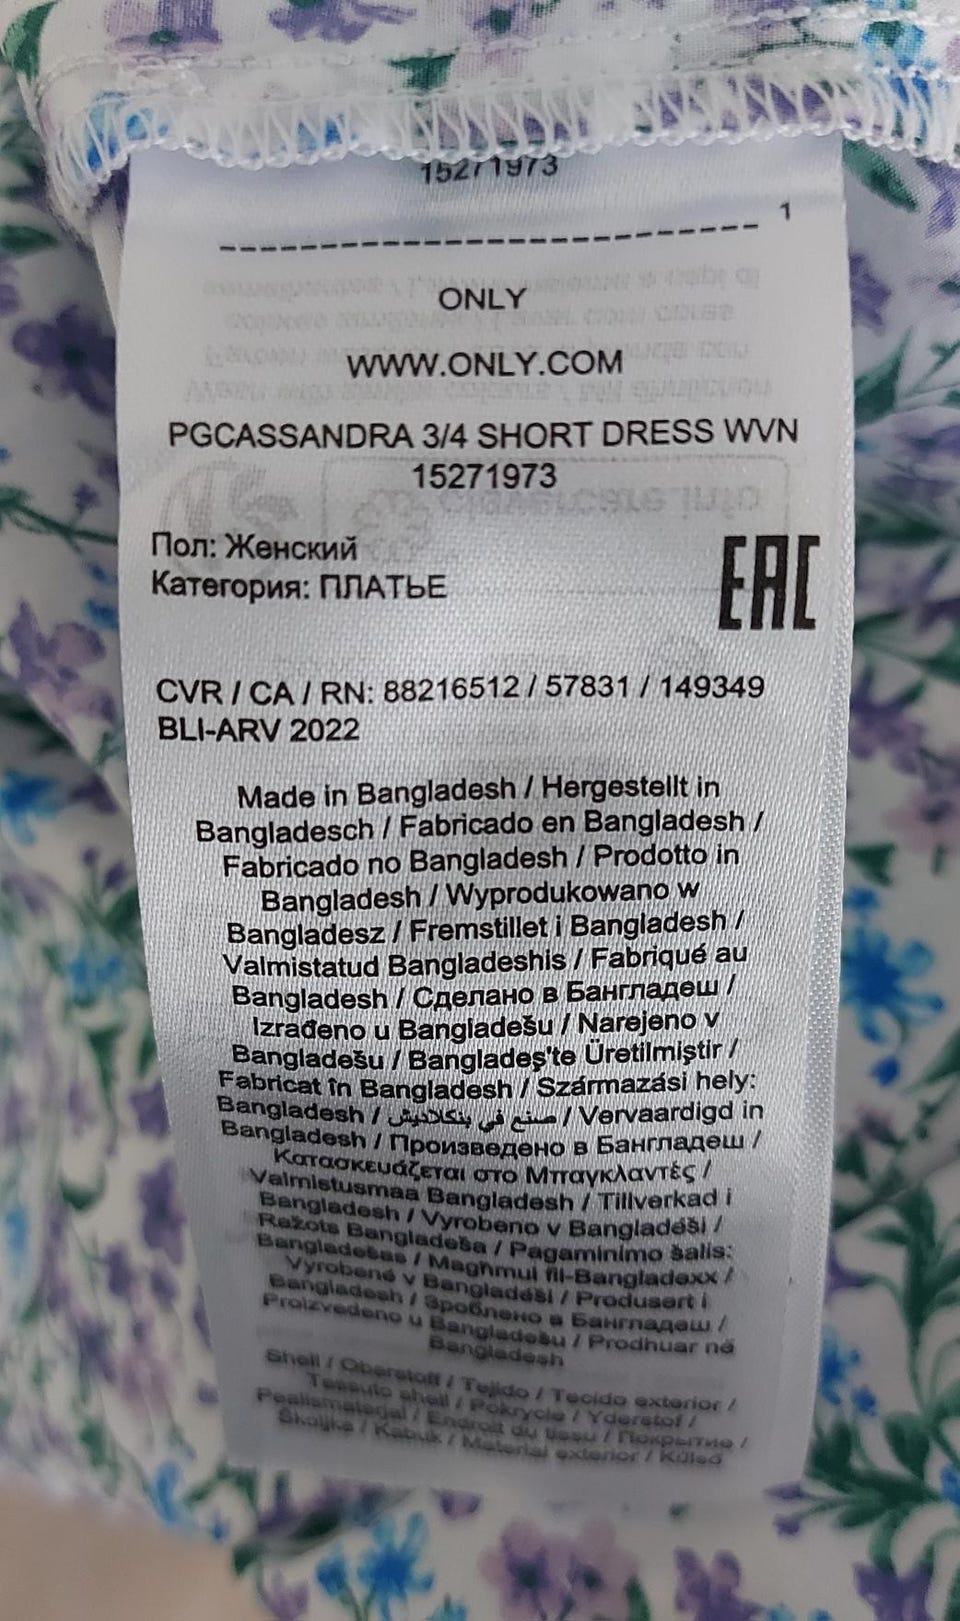 15271973
1
ONLY
WWW.ONLY.COM
PGCASSANDRA 3/4 SHORT DRESS WVN
15271973
Пол: Женский
Категория: ПЛАТЬЕ
EAC
CVR / CA / RN: 88216512 / 57831 / 149349
BLI-ARV 2022
Made in Bangladesh / Hergestellt in
Bangladesch / Fabricado en Bangladesh /
Fabricado no Bangladesh / Prodotto in
Bangladesh / Wyprodukowano w
Bangladesz / Fremstillet i Bangladesh /
Valmistatud Bangladeshis / Fabriqué au
Bangladesh / Сделано в Бангладеш /
Izrađeno u Bangladešu / Narejeno v
Bangladešu / Bangladeş'te Üretilmiştir /
Fabricat în Bangladesh / Származási hely:
Bangladesh / صنع في بنكلاديش / Vervaardigd in
Bangladesh / Произведено в Бангладеш /
Κατασκευάζεται στο Μπαγκλαντές /
Valmistusmaa Bangladesh / Tillverkad i
Bangladesh / Vyrobeno v Bangladéši /
Ražots Bangladeša / Pagaminimo šalis:
Bangladešas / Magħmul fil-Bangladexx /
Vyrobené v Bangladéši / Produsert i
Bangladesh / Зроблено в Бангладеш /
Proizvedeno u Bangladešu / Prodhuar në
Bangladesh
Shell / Oberstoff / Tejido / Tecido exterior /
Tessuto shell / Pokrycie / Yderstof /
Pealismaterjal / Endroit du tissu / Покрытие /
Školjka / Kabuk / Material exterior / Külső